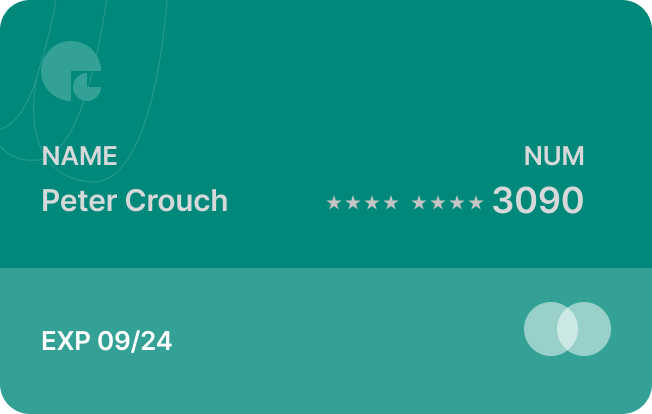 NAME
NUM
Peter Crouch
★★★★ ★★★★ 3090
EXP 09/24